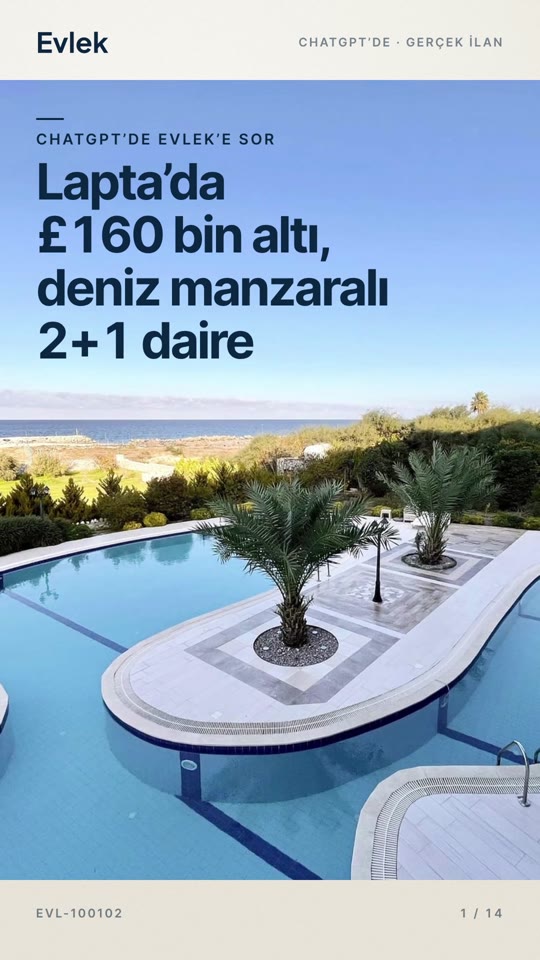 Evlek
CHATGPT’DE · GERÇEK İLAN
CHATGPT’DE EVLEK’E SOR
Lapta’da
£160 bin altı,
deniz manzaralı
2+1 daire
EVL-100102
1 / 14